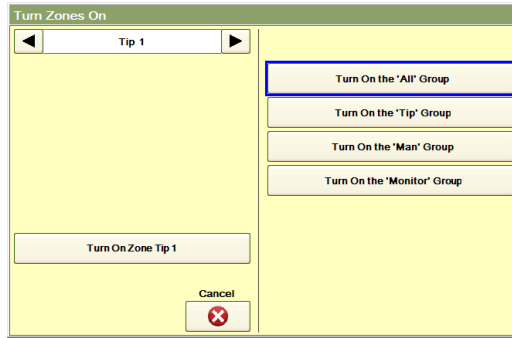 Turn Zones On
Tip 1
Turn On Zone Tip 1
Cancel
Turn On the 'All' Group
Turn On the 'Tip' Group
Turn On the 'Man' Group
Turn On the 'Monitor' Group